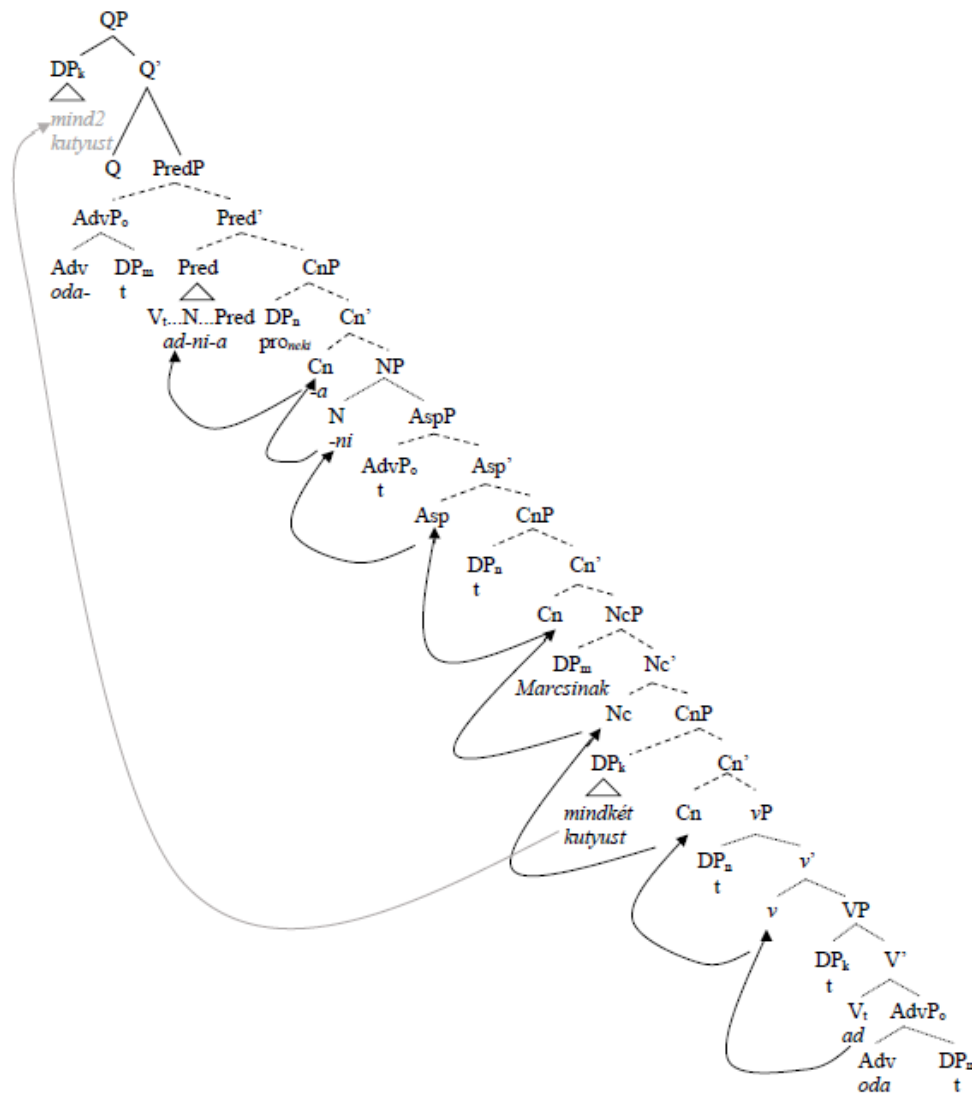 QP
DPₖ Q’
mind2
kutyust
Q PredP
AdvPₒ Pred’
Adv DPₘ Pred CnP
oda- t
Vₜ...N...Pred DPₙ Cn’
ad-ni-a proₙₑₖᵢ
Cn NP
-a
N AspP
-ni
AdvPₒ Asp’
t
Asp CnP
DPₙ Cn’
t
Cn NcP
DPₘ Nc’
Marcsinak
Nc CnP
DPₖ Cn’
mindkét Cn vP
kutyust
DPₙ v’
t
v VP
DPₖ V’
t
Vₜ AdvPₒ
ad
Adv DPₘ
oda t